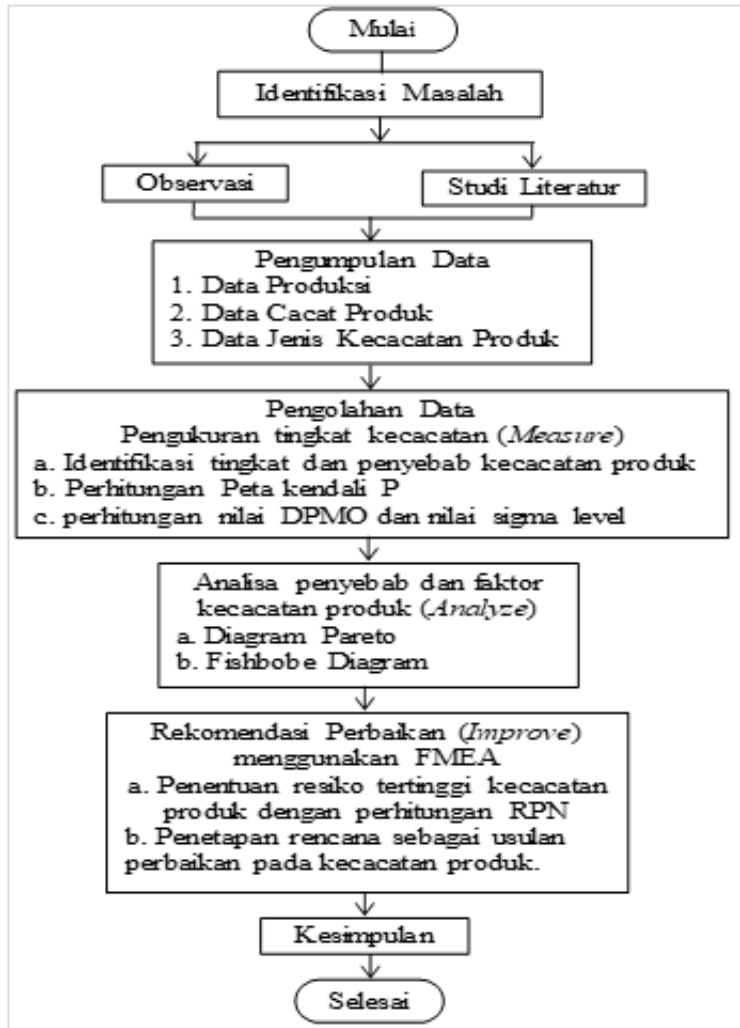 Mulai
Identifikasi Masalah
Observasi
Studi Literatur
Pengumpulan Data
1. Data Produksi
2. Data Cacat Produk
3. Data Jenis Kecacatan Produk
Pengolahan Data
Pengukuran tingkat kecacatan (Measure)
a. Identifikasi tingkat dan penyebab kecacatan produk
b. Perhitungan Peta kendali P
c. perhitungan nilai DPMO dan nilai sigma level
Analisa penyebab dan faktor
kecacatan produk (Analyze)
a. Diagram Pareto
b. Fishbobe Diagram
Rekomendasi Perbaikan (Improve)
menggunakan FMEA
a. Penentuan resiko tertinggi kecacatan
produk dengan perhitungan RPN
b. Penetapan rencana sebagai usulan
perbaikan pada kecacatan produk.
Kesimpulan
Selesai